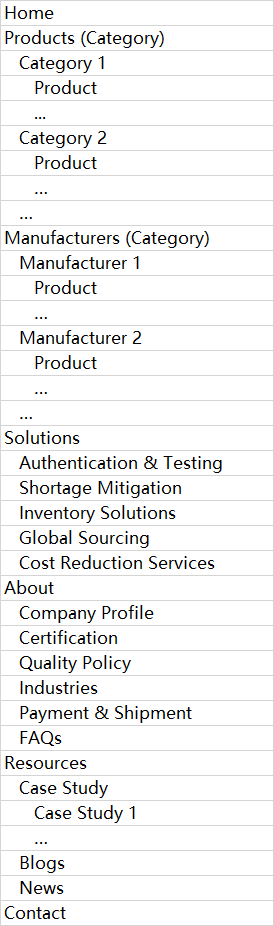 Home
Products (Category)
Category 1
Product
...
Category 2
Product
...
...
Manufacturers (Category)
Manufacturer 1
Product
...
Manufacturer 2
Product
...
...
Solutions
Authentication & Testing
Shortage Mitigation
Inventory Solutions
Global Sourcing
Cost Reduction Services
About
Company Profile
Certification
Quality Policy
Industries
Payment & Shipment
FAQs
Resources
Case Study
Case Study 1
...
Blogs
News
Contact